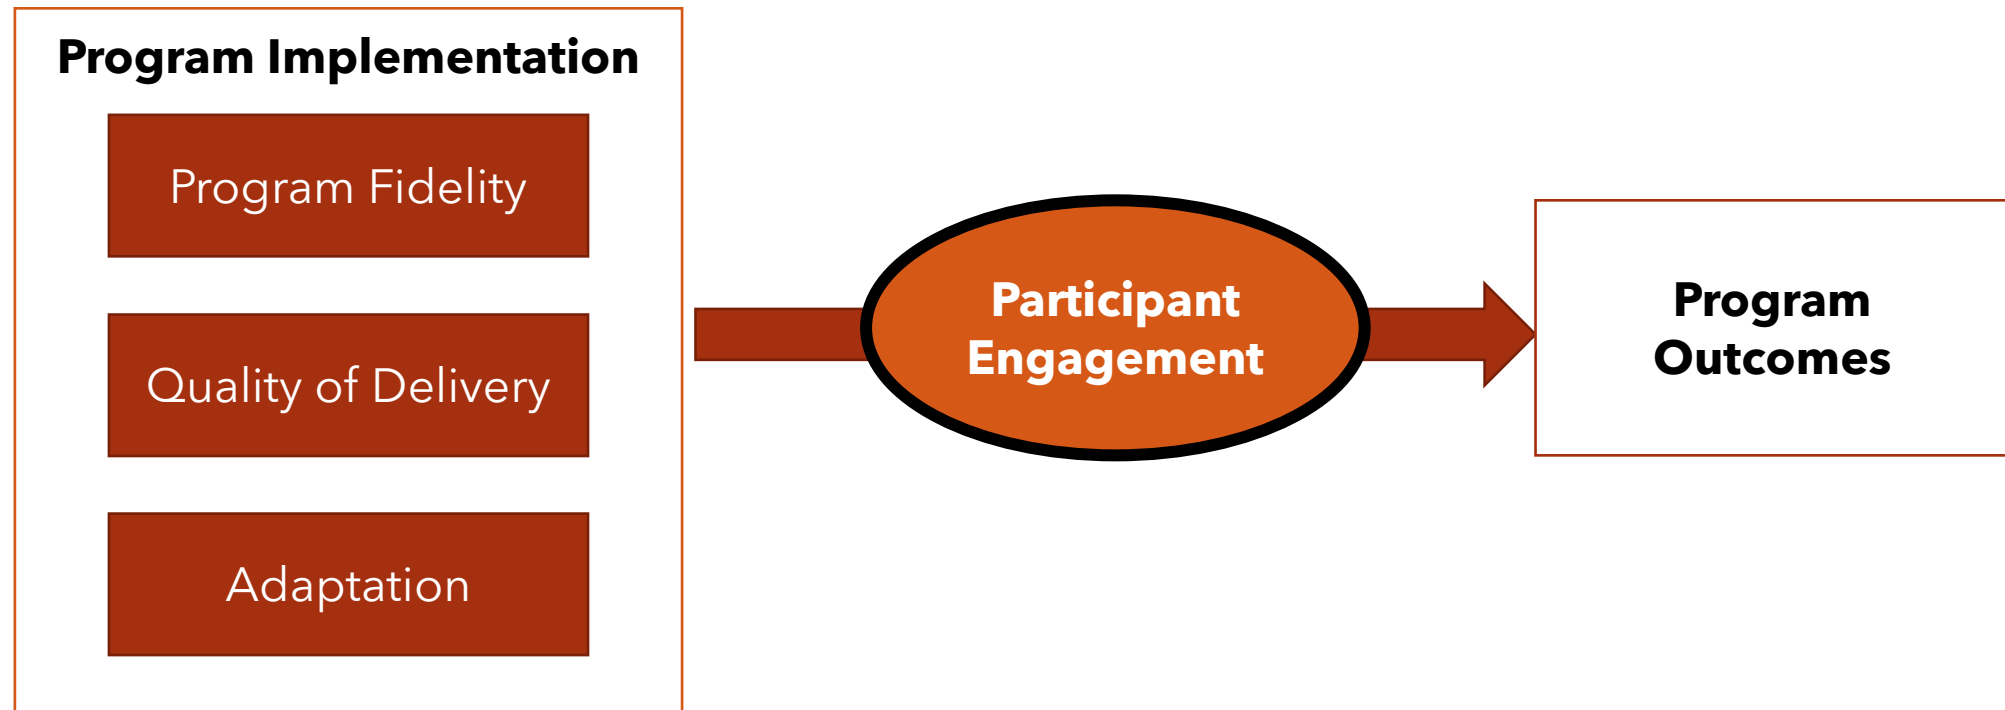 Program Implementation
Program Fidelity
Quality of Delivery
Adaptation
Participant
Engagement
Program
Outcomes